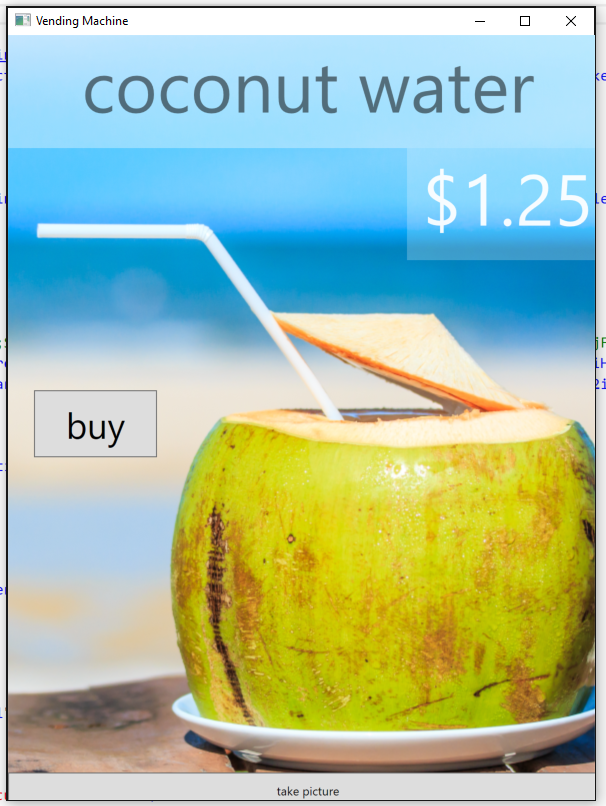 Vending Machine
coconut water
$1.25
buy
take picture